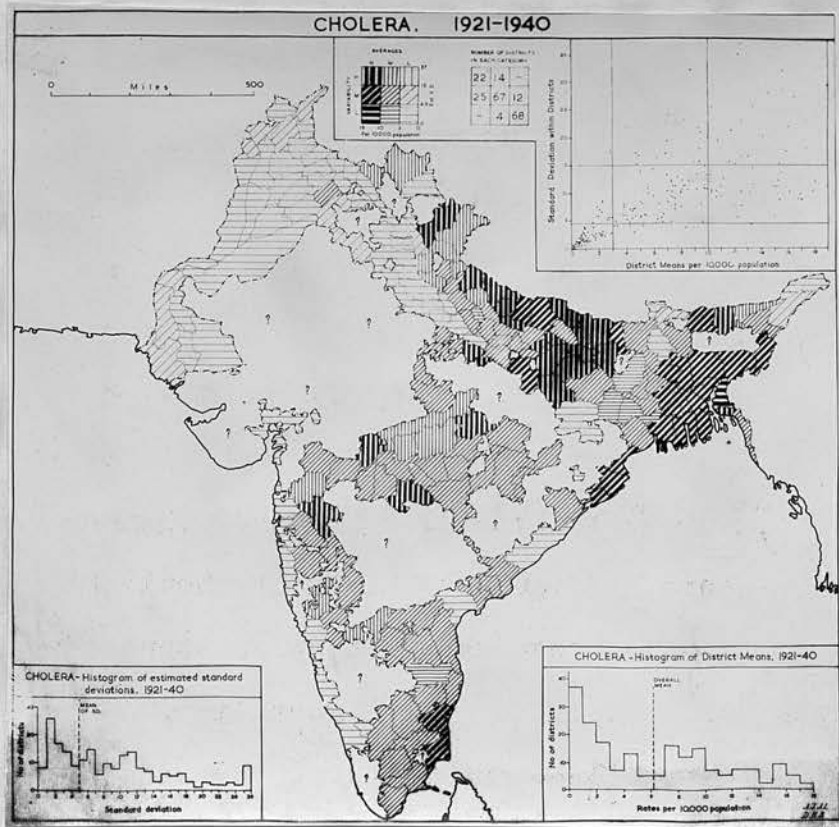 CHOLERA. 1921-1940
0 Miles 500
AVERAGES
H M L
VARIABILITY
H
M
L
Per 10,000 population
NUMBER OF DISTRICTS
IN EACH CATEGORY
22 14 -
25 67 12
- 4 68
Standard Deviation within Districts
District Means per 10,000 population
?
?
?
?
?
?
?
?
?
?
?
?
CHOLERA - Histogram of estimated standard
deviations, 1921-40
MEAN
OF SDs
No of districts
Standard deviation
CHOLERA - Histogram of District Means, 1921-40
OVERALL
MEAN
No of districts
Rates per 10,000 population